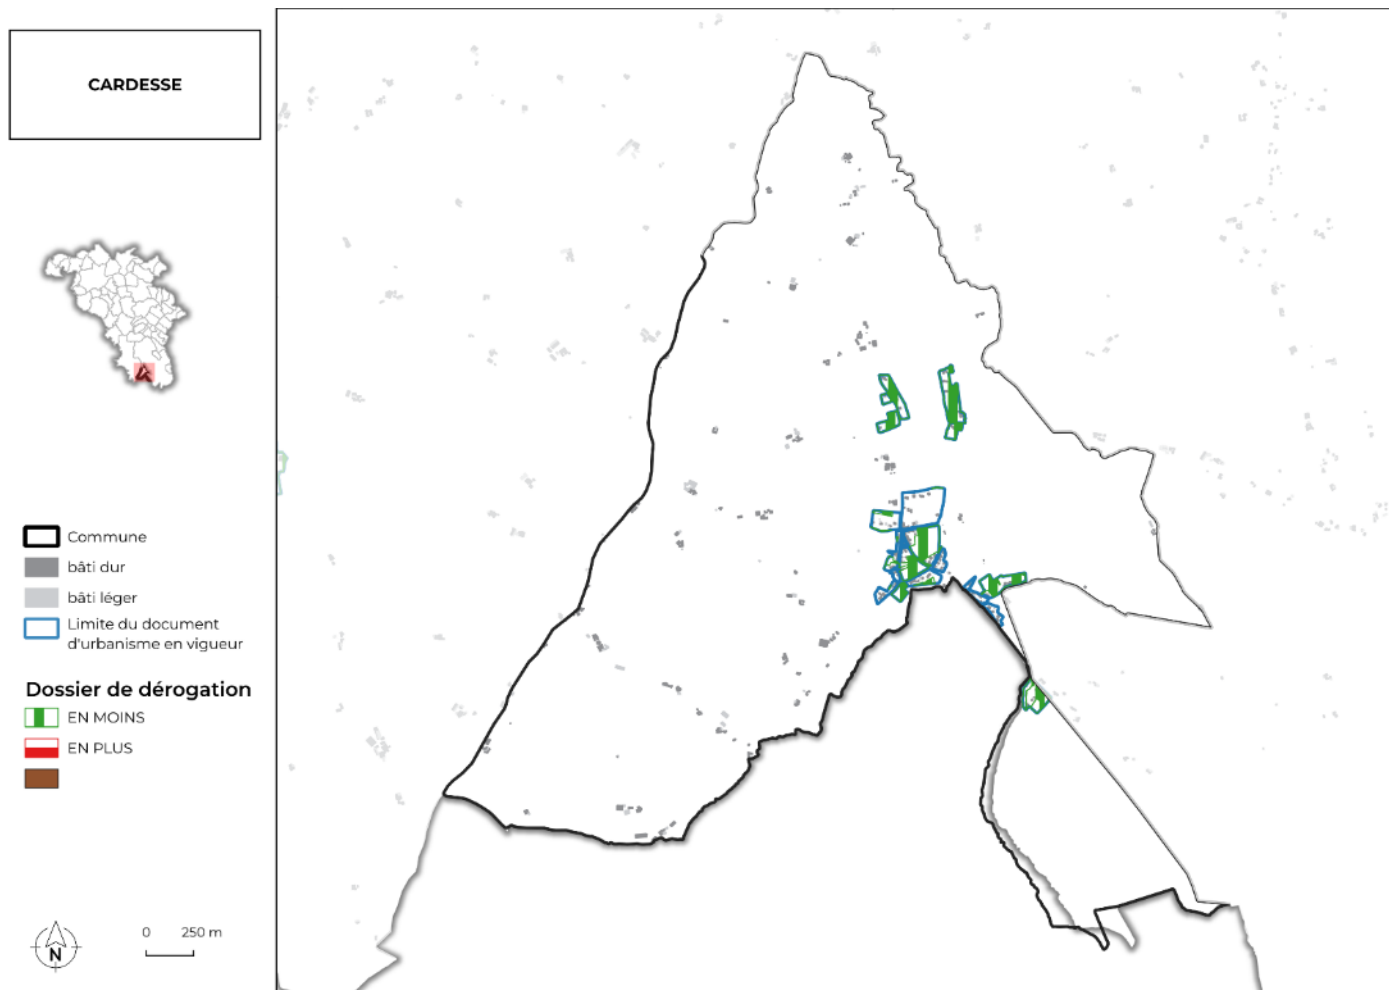 CARDESSE
Commune
bâti dur
bâti léger
Limite du document
d'urbanisme en vigueur
Dossier de dérogation
EN MOINS
EN PLUS
N
0 250 m